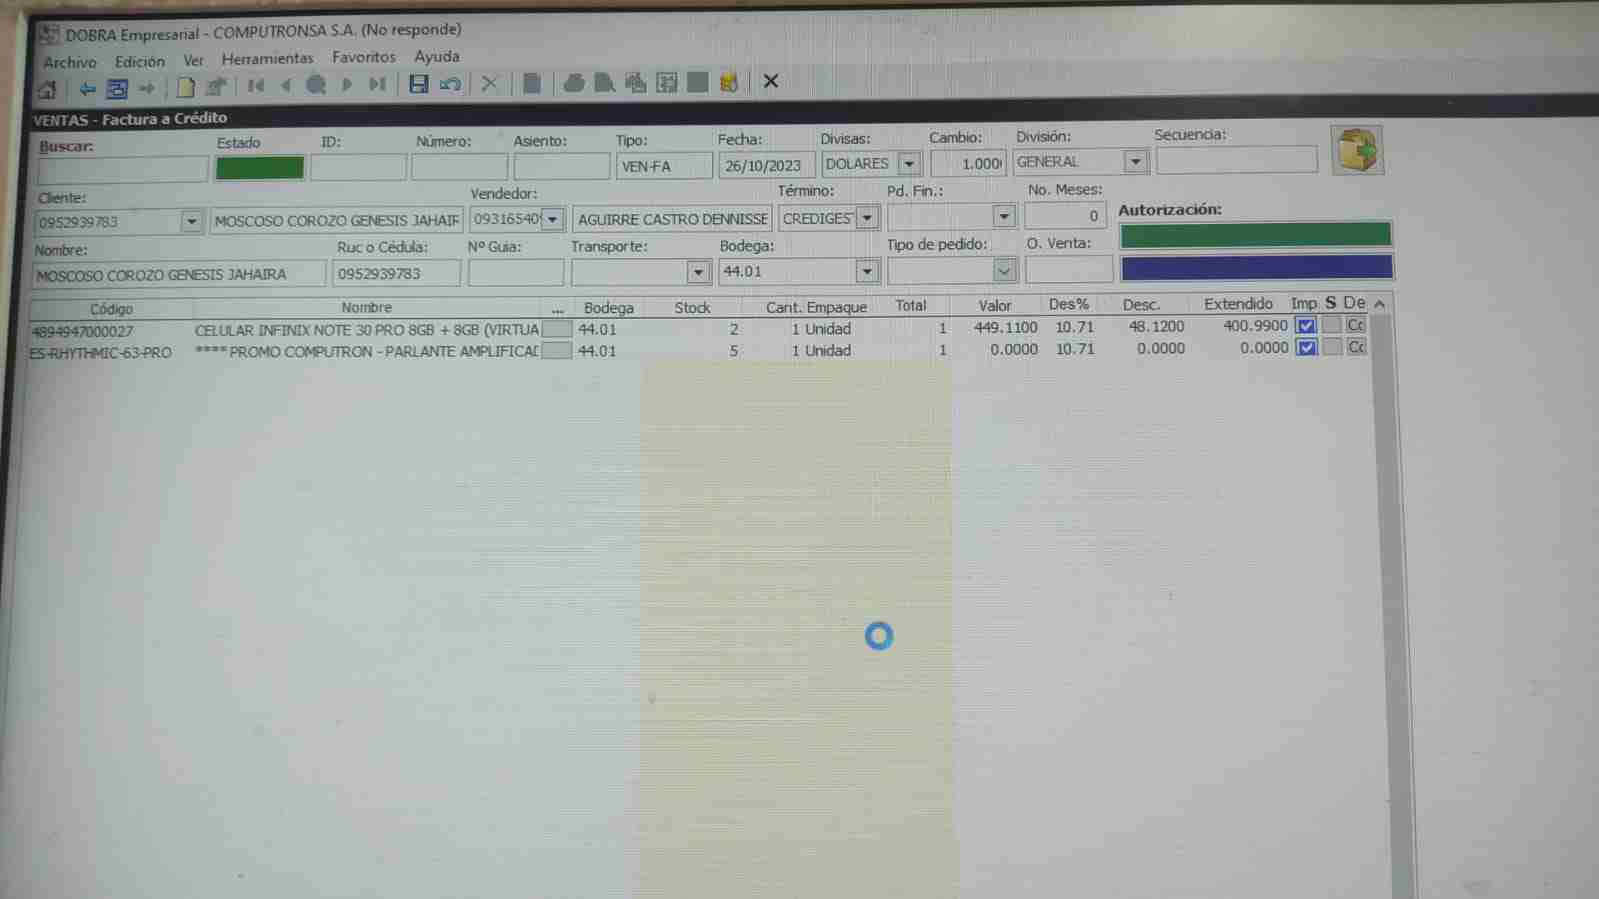 DOBRA Empresarial - COMPUTRONSA S.A. (No responde)
Archivo Edición Ver Herramientas Favoritos Ayuda
VENTAS - Factura a Crédito
Buscar: Estado ID: Número: Asiento: Tipo: Fecha: Divisas: Cambio: División: Secuencia:
VEN-FA 26/10/2023 DOLARES 1.000 GENERAL
Cliente: Vendedor: Término: Pd. Fin.: No. Meses: Autorización:
0952939783 MOSCOSO COROZO GENESIS JAHAIR 093165409 AGUIRRE CASTRO DENNISSE CREDIGES 0
Nombre: Ruc o Cédula: Nº Guia: Transporte: Bodega: Tipo de pedido: O. Venta:
MOSCOSO COROZO GENESIS JAHAIRA 0952939783 44.01
Código Nombre ... Bodega Stock Cant. Empaque Total Valor Des% Desc. Extendido Imp S De
4894947000027 CELULAR INFINIX NOTE 30 PRO 8GB + 8GB (VIRTUA 44.01 2 1 Unidad 1 449.1100 10.71 48.1200 400.9900 Cc
ES-RHYTHMIC-63-PRO **** PROMO COMPUTRON - PARLANTE AMPLIFICAD 44.01 5 1 Unidad 1 0.0000 10.71 0.0000 0.0000 Cc